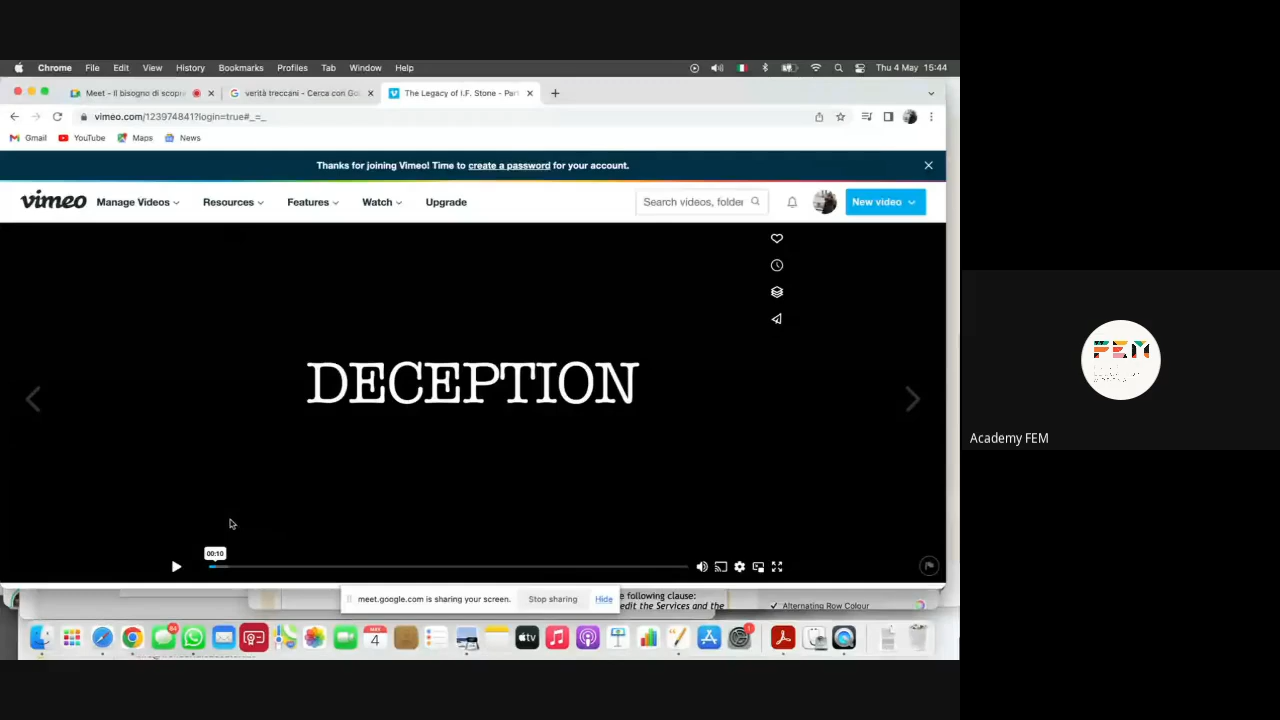 Chrome File Edit View History Bookmarks Profiles Tab Window Help Thu 4 May 15:44
Meet - Il bisogno di scopr verità treccani - Cerca con Go The Legacy of I.F. Stone - Par
vimeo.com/123974841?login=true#_=_
Gmail YouTube Maps News
Thanks for joining Vimeo! Time to create a password for your account.
vimeo Manage Videos Resources Features Watch Upgrade Search videos, folder New video
DECEPTION
00:10
meet.google.com is sharing your screen. Stop sharing Hide
e following clause:
edit the Services and the
Alternating Row Colour
MAY
4
tv
FEM
Academy FEM